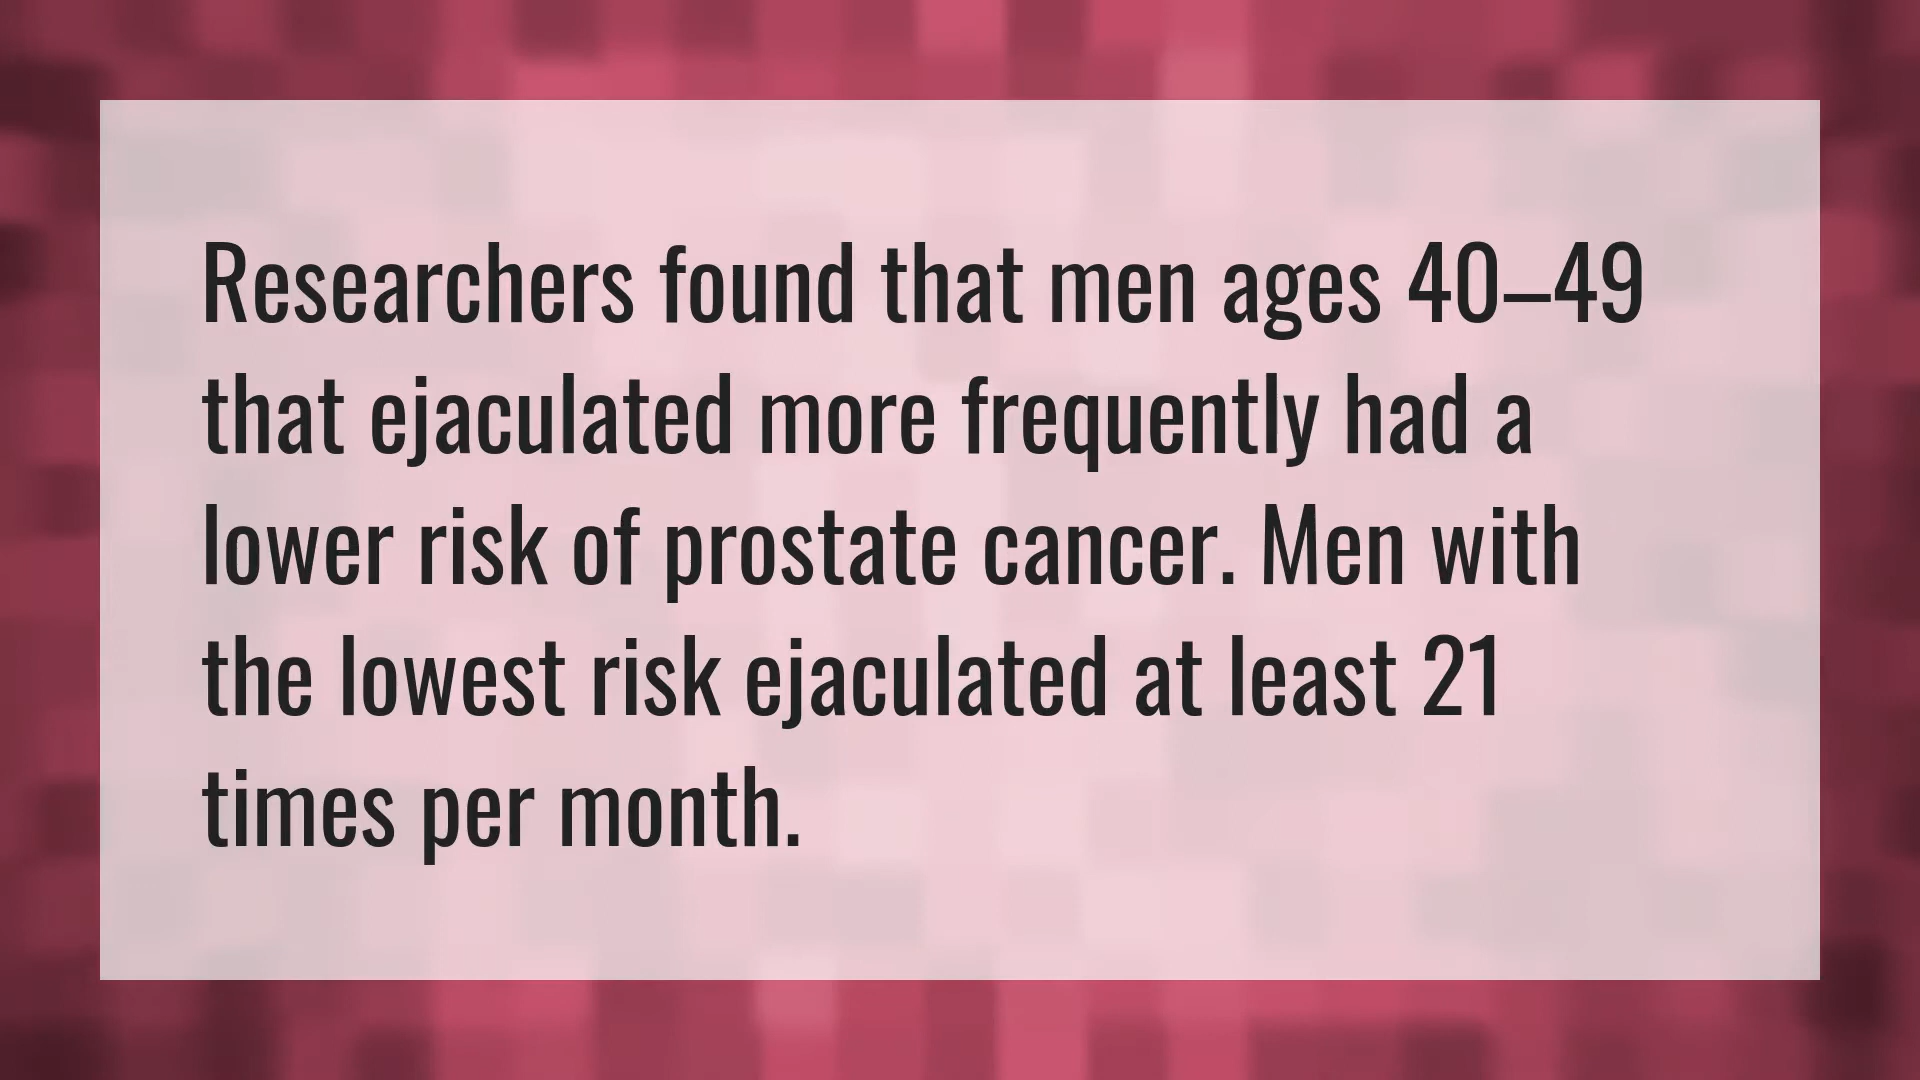 Researchers found that men ages 40–49
that ejaculated more frequently had a
lower risk of prostate cancer. Men with
the lowest risk ejaculated at least 21
times per month.